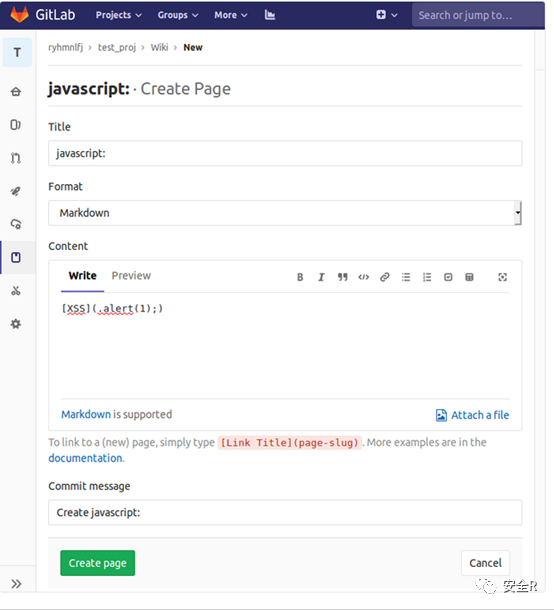 GitLab Projects Groups More Search or jump to…
T ryhmnlfj › test_proj › Wiki › New
javascript: · Create Page
Title
javascript:
Format
Markdown
Content
Write Preview B I
[XSS](.alert(1);)
Markdown is supported Attach a file
To link to a (new) page, simply type [Link Title](page-slug). More examples are in the
documentation.
Commit message
Create javascript:
Create page Cancel
安全R